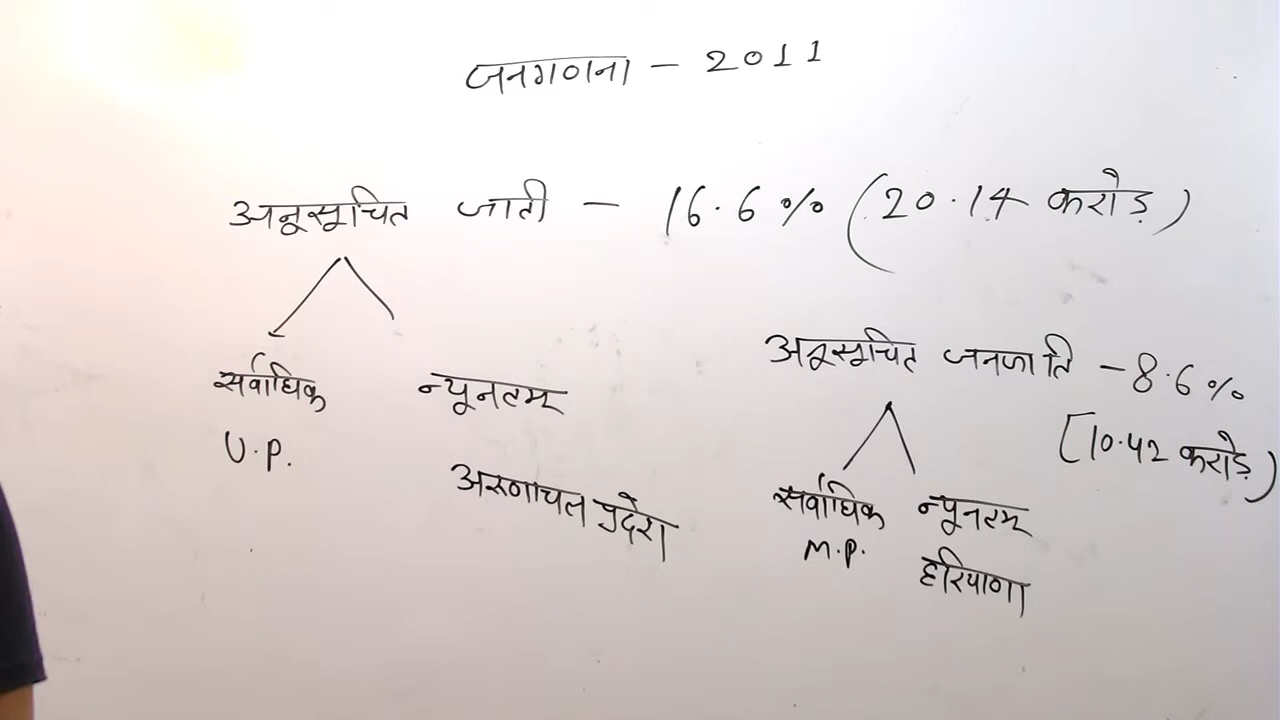 जनगणना - 2011
अनुसूचित जाती - 16.6% (20.14 करोड़)
सर्वाधिक न्यूनतम
U.P.
अरुणाचल प्रदेश
अनुसूचित जनजाति - 8.6%
[10.42 करोड़)
सर्वाधिक न्यूनतम
M.P.
हरियाणा